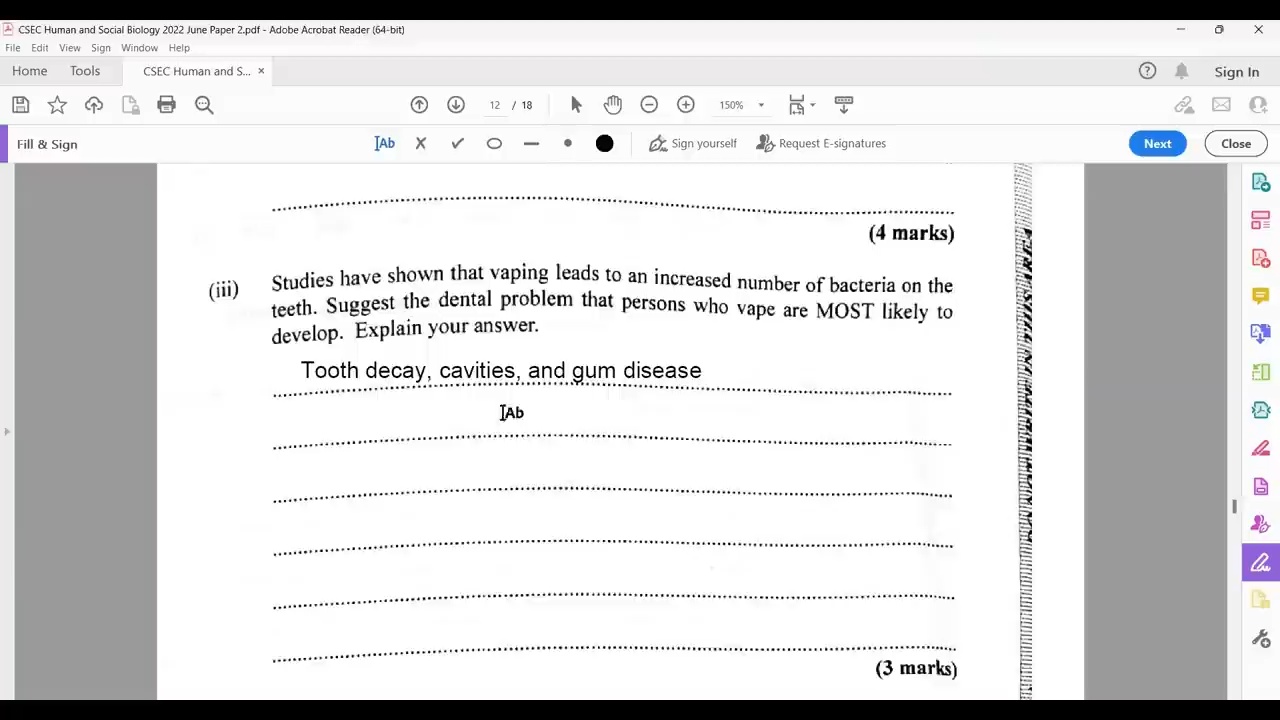 CSEC Human and Social Biology 2022 June Paper 2.pdf - Adobe Acrobat Reader (64-bit)
File Edit View Sign Window Help
Home Tools CSEC Human and S... × Sign In
12 / 18 150%
Fill & Sign Ab Sign yourself Request E-signatures Next Close
(4 marks)
(iii) Studies have shown that vaping leads to an increased number of bacteria on the
teeth. Suggest the dental problem that persons who vape are MOST likely to
develop. Explain your answer.
Tooth decay, cavities, and gum disease
Ab
(3 marks)